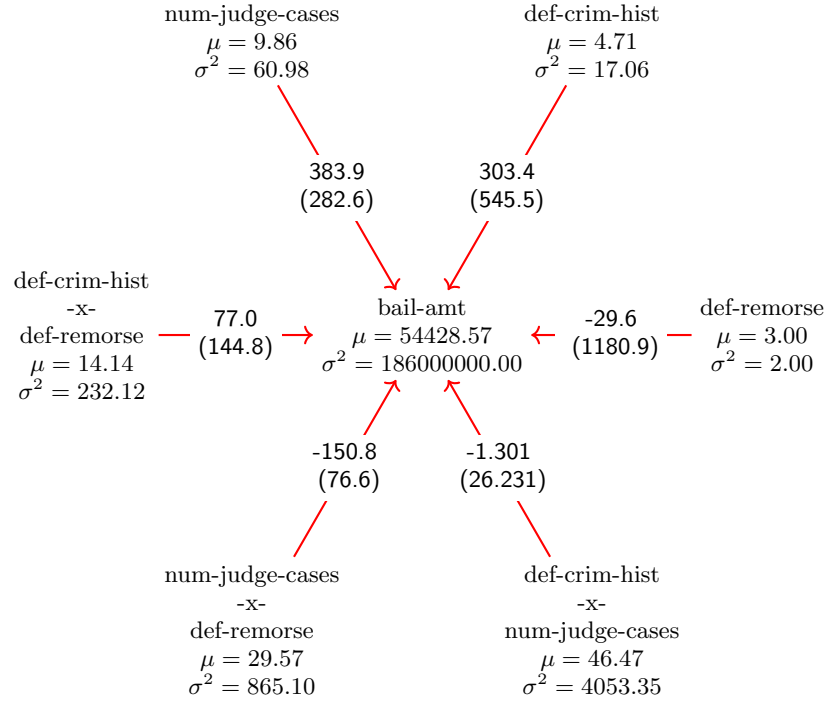 num-judge-cases
μ = 9.86
σ² = 60.98
def-crim-hist
μ = 4.71
σ² = 17.06
383.9
(282.6)
303.4
(545.5)
def-crim-hist
-x-
def-remorse
μ = 14.14
σ² = 232.12
77.0
(144.8)
bail-amt
μ = 54428.57
σ² = 186000000.00
-29.6
(1180.9)
def-remorse
μ = 3.00
σ² = 2.00
-150.8
(76.6)
-1.301
(26.231)
num-judge-cases
-x-
def-remorse
μ = 29.57
σ² = 865.10
def-crim-hist
-x-
num-judge-cases
μ = 46.47
σ² = 4053.35